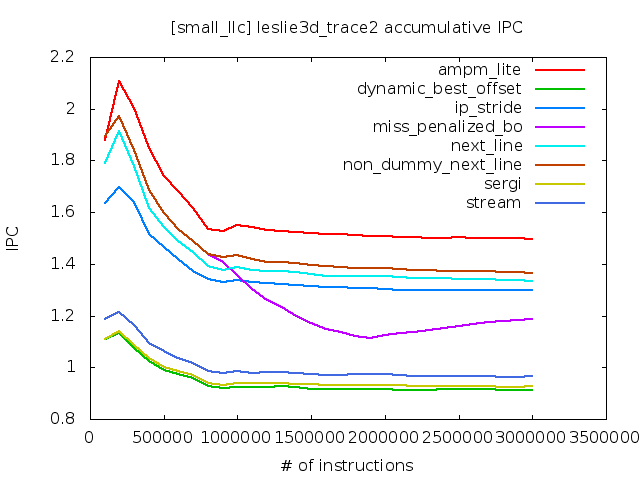 [small_llc] leslie3d_trace2 accumulative IPC
2.2
2
1.8
1.6
1.4
1.2
1
0.8
IPC
ampm_lite
dynamic_best_offset
ip_stride
miss_penalized_bo
next_line
non_dummy_next_line
sergi
stream
0 500000 1000000 1500000 2000000 2500000 3000000 3500000
# of instructions